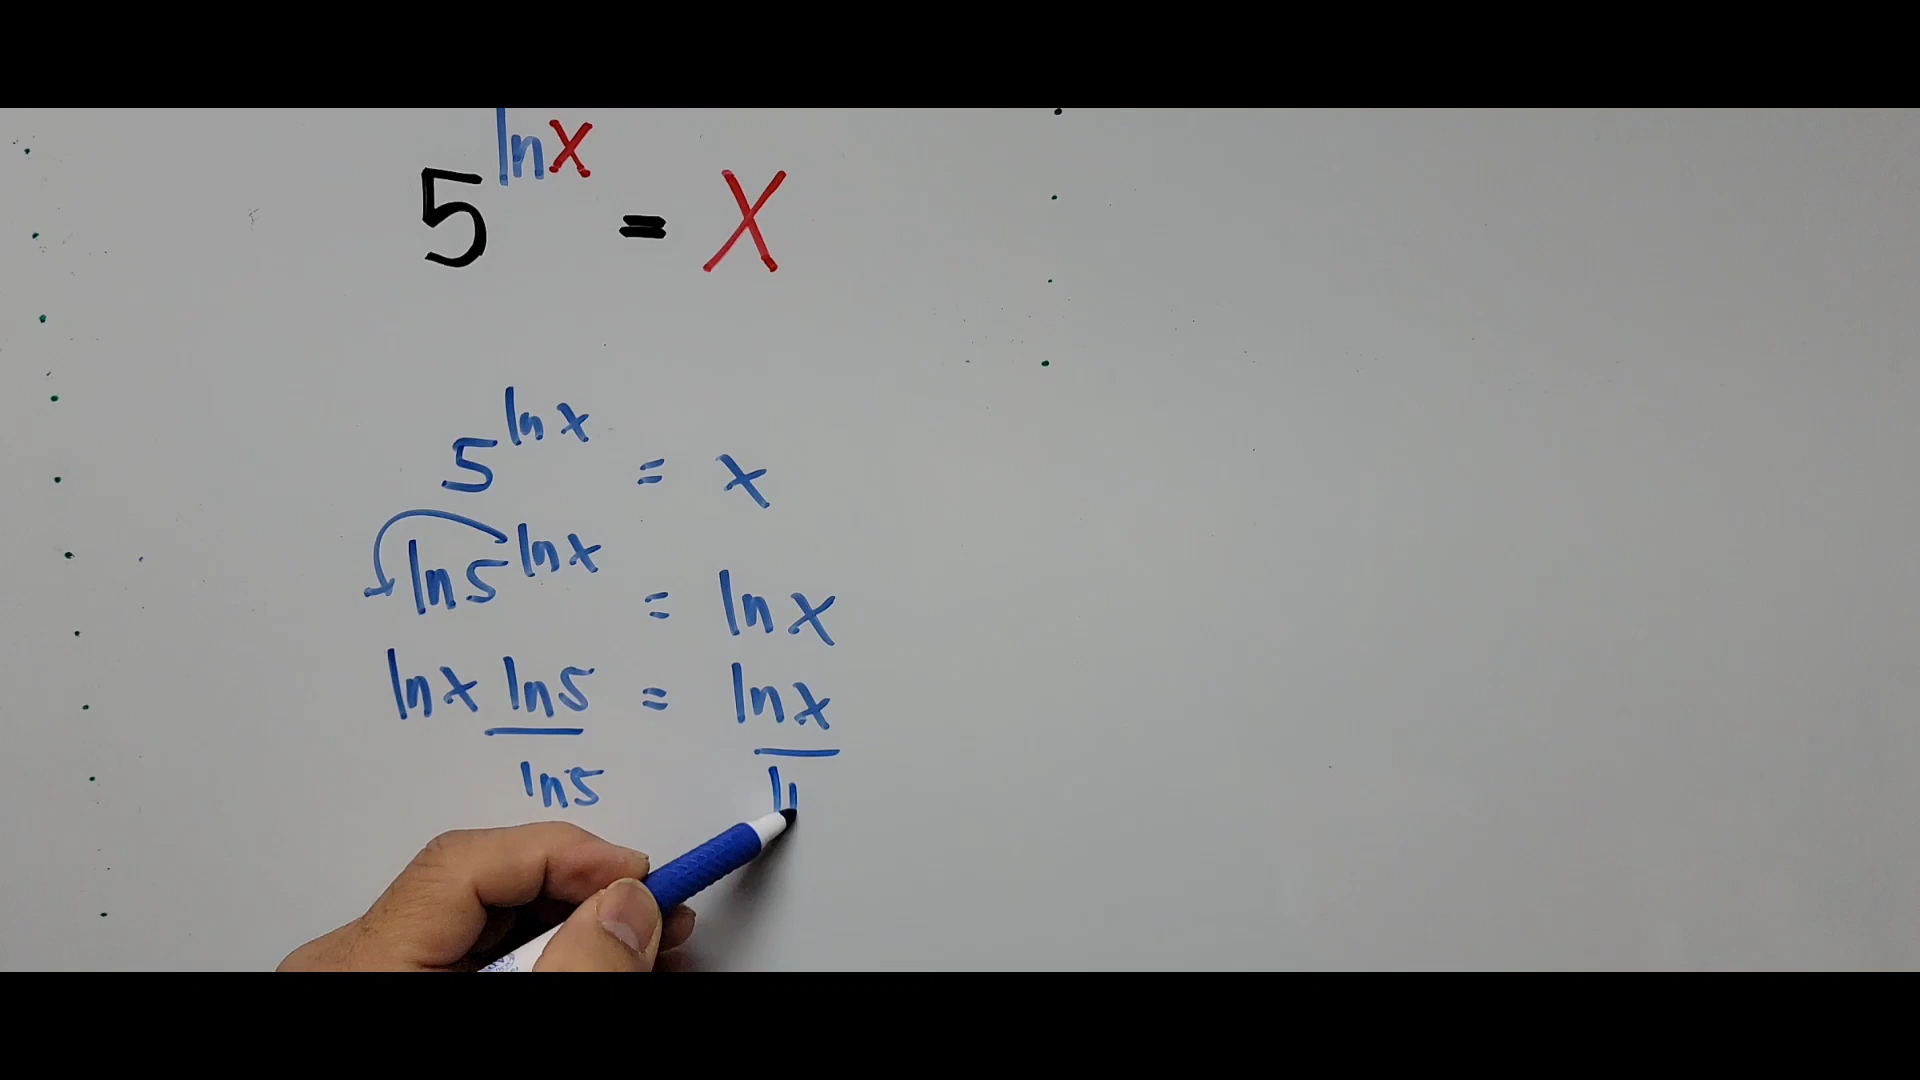 5^ln x = x
5^ln x = x
ln 5^ln x = ln x
ln x ln 5 = ln x
ln 5